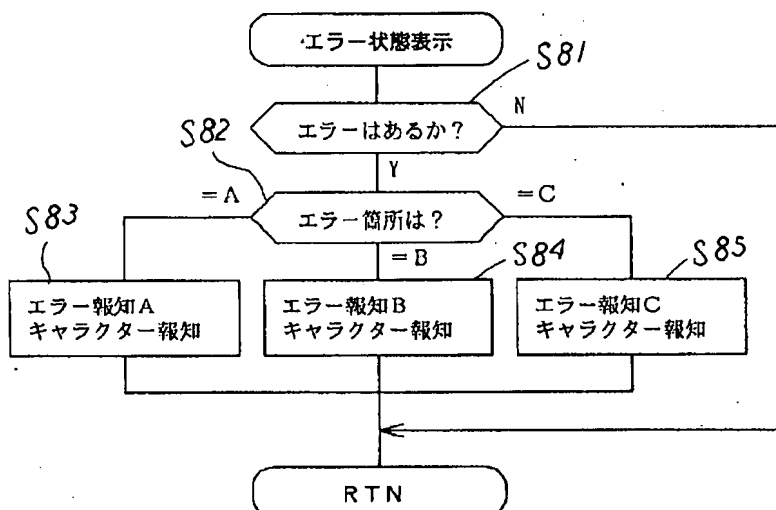 エラー状態表示
S81
エラーはあるか？
N
S82
Y
エラー箇所は？
=A
=C
S83
=B
S84
S85
エラー報知A
キャラクター報知
エラー報知B
キャラクター報知
エラー報知C
キャラクター報知
RTN